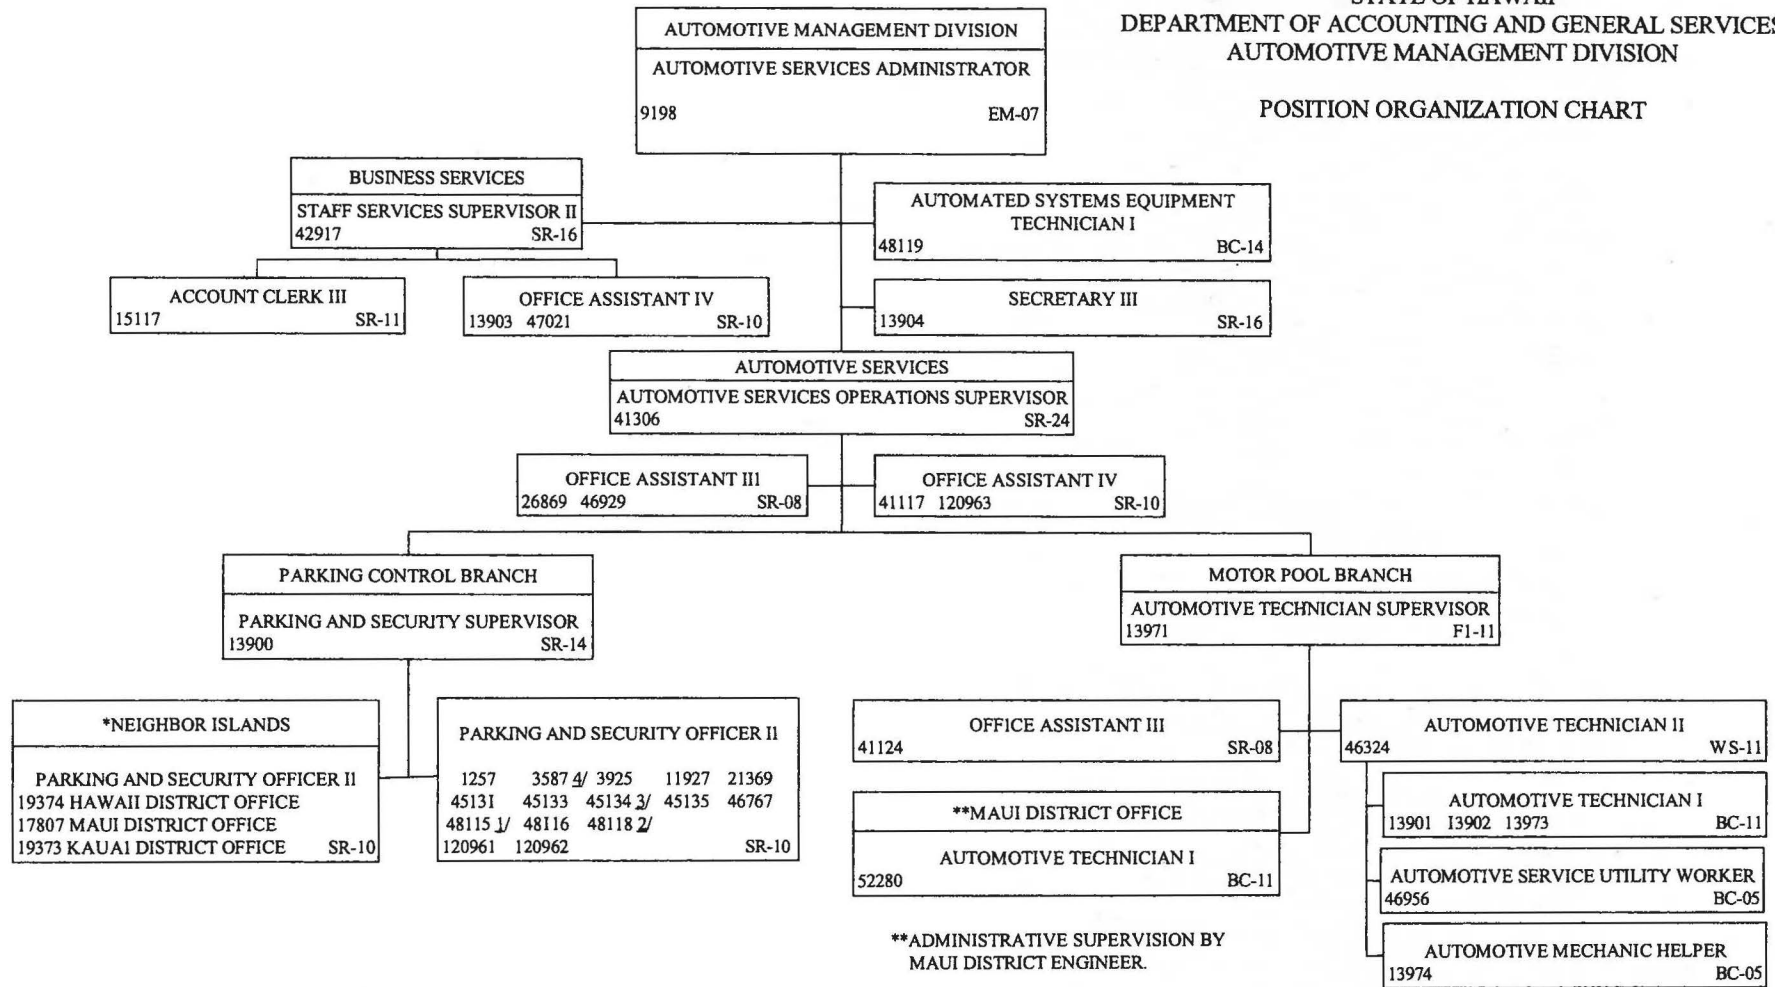 STATE OF HAWAII
DEPARTMENT OF ACCOUNTING AND GENERAL SERVICES
AUTOMOTIVE MANAGEMENT DIVISION
POSITION ORGANIZATION CHART
AUTOMOTIVE MANAGEMENT DIVISION
AUTOMOTIVE SERVICES ADMINISTRATOR
9198 EM-07
BUSINESS SERVICES
STAFF SERVICES SUPERVISOR II
42917 SR-16
AUTOMATED SYSTEMS EQUIPMENT
TECHNICIAN I
48119 BC-14
ACCOUNT CLERK III
15117 SR-11
OFFICE ASSISTANT IV
13903 47021 SR-10
SECRETARY III
13904 SR-16
AUTOMOTIVE SERVICES
AUTOMOTIVE SERVICES OPERATIONS SUPERVISOR
41306 SR-24
OFFICE ASSISTANT III
26869 46929 SR-08
OFFICE ASSISTANT IV
41117 120963 SR-10
PARKING CONTROL BRANCH
PARKING AND SECURITY SUPERVISOR
13900 SR-14
MOTOR POOL BRANCH
AUTOMOTIVE TECHNICIAN SUPERVISOR
13971 F1-11
*NEIGHBOR ISLANDS
PARKING AND SECURITY OFFICER II
19374 HAWAII DISTRICT OFFICE
17807 MAUI DISTRICT OFFICE
19373 KAUAI DISTRICT OFFICE SR-10
PARKING AND SECURITY OFFICER II
1257 3587 4/ 3925 11927 21369
45131 45133 45134 3/ 45135 46767
48115 1/ 48116 48118 2/
120961 120962 SR-10
OFFICE ASSISTANT III
41124 SR-08
**MAUI DISTRICT OFFICE
AUTOMOTIVE TECHNICIAN I
52280 BC-11
AUTOMOTIVE TECHNICIAN II
46324 WS-11
AUTOMOTIVE TECHNICIAN I
13901 13902 13973 BC-11
AUTOMOTIVE SERVICE UTILITY WORKER
46956 BC-05
AUTOMOTIVE MECHANIC HELPER
13974 BC-05
**ADMINISTRATIVE SUPERVISION BY
MAUI DISTRICT ENGINEER.